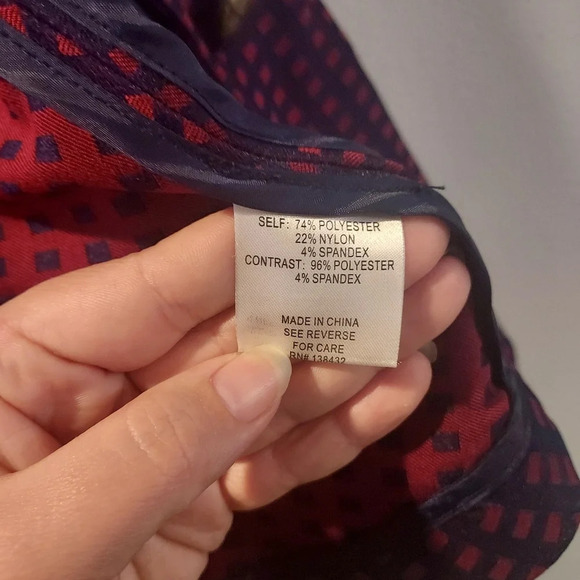 SELF: 74% POLYESTER
22% NYLON
4% SPANDEX
CONTRAST: 96% POLYESTER
4% SPANDEX
MADE IN CHINA
SEE REVERSE
FOR CARE
RN# 138432